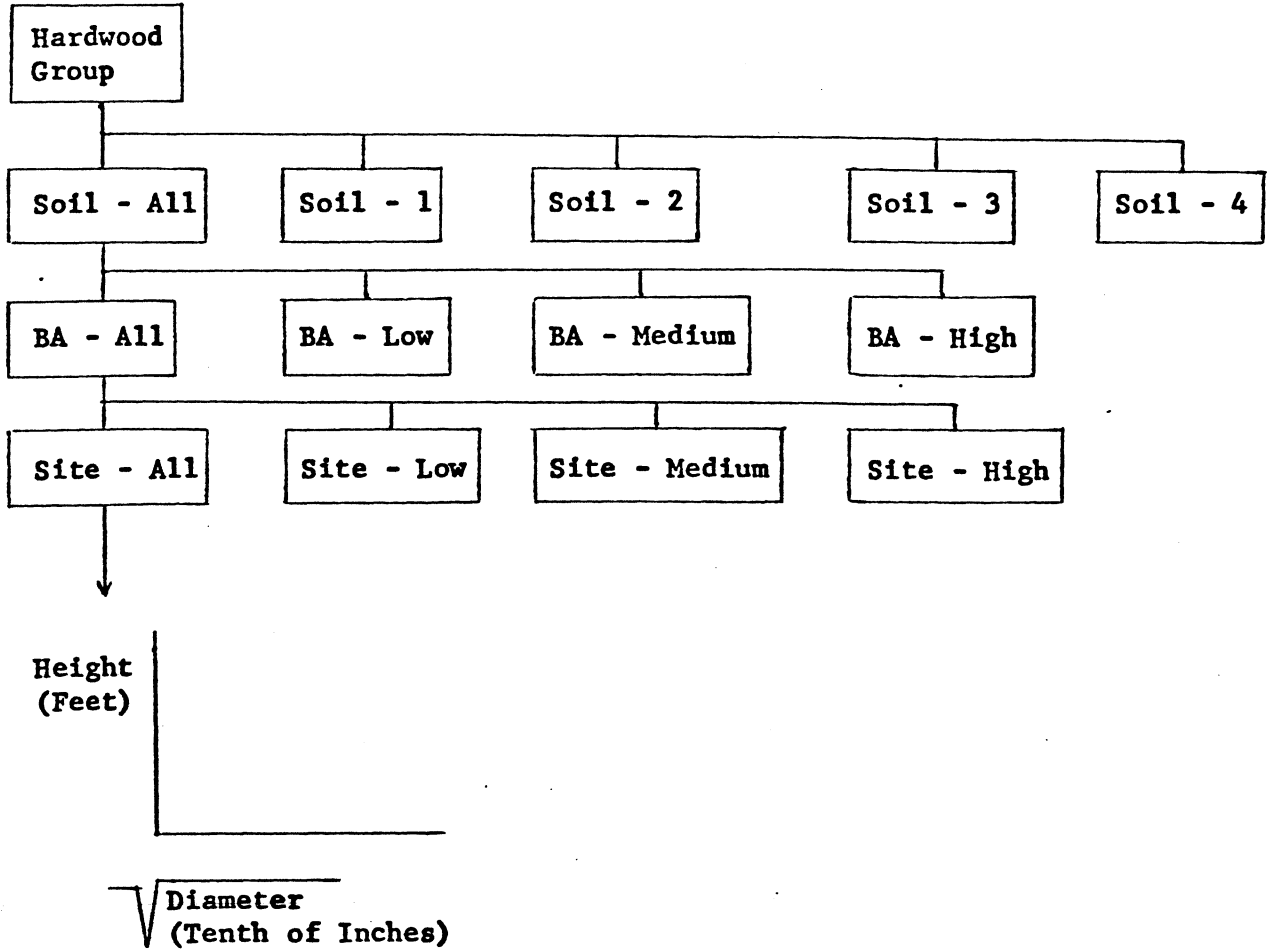 Hardwood
Group
Soil - All
Soil - 1
Soil - 2
Soil - 3
Soil - 4
BA - All
BA - Low
BA - Medium
BA - High
Site - All
Site - Low
Site - Medium
Site - High
Height
(Feet)
√Diameter
(Tenth of Inches)